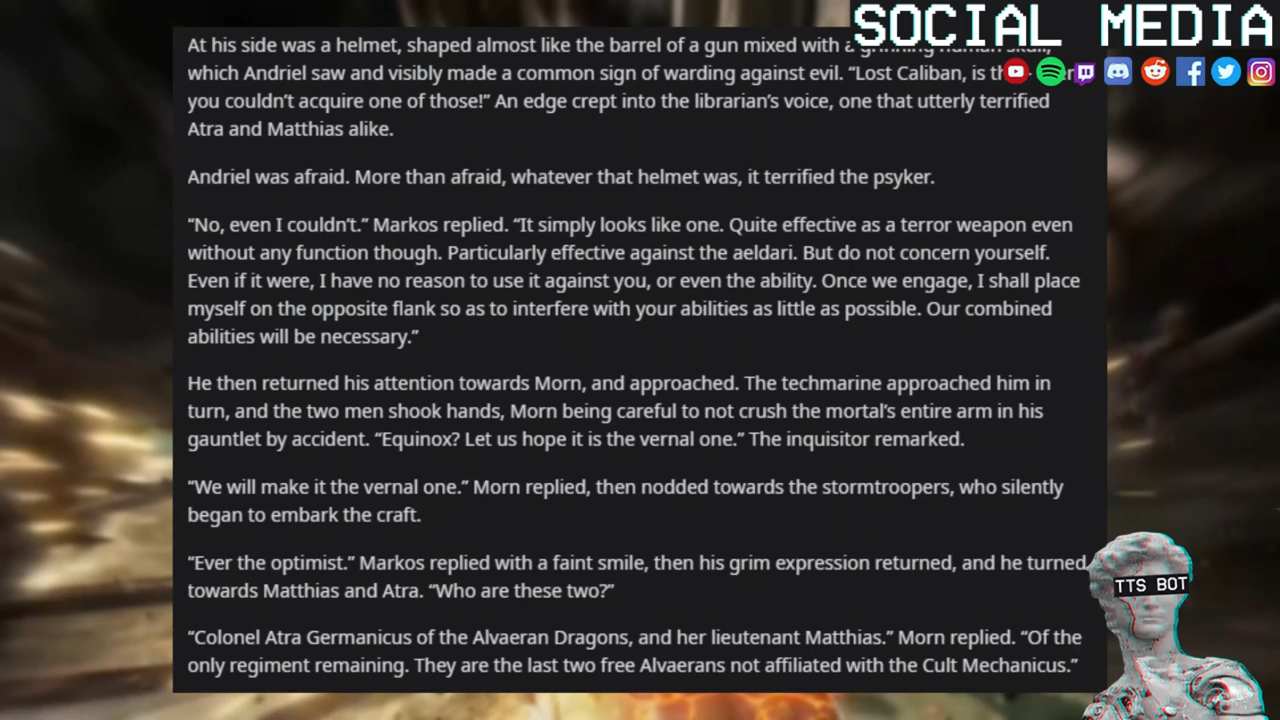 SOCIAL MEDIA
At his side was a helmet, shaped almost like the barrel of a gun mixed with a grinning human skull,
which Andriel saw and visibly made a common sign of warding against evil. “Lost Caliban, is
you couldn’t acquire one of those!” An edge crept into the librarian’s voice, one that utterly terrified
Atra and Matthias alike.
Andriel was afraid. More than afraid, whatever that helmet was, it terrified the psyker.
“No, even I couldn’t.” Markos replied. “It simply looks like one. Quite effective as a terror weapon even
without any function though. Particularly effective against the aeldari. But do not concern yourself.
Even if it were, I have no reason to use it against you, or even the ability. Once we engage, I shall place
myself on the opposite flank so as to interfere with your abilities as little as possible. Our combined
abilities will be necessary.”
He then returned his attention towards Morn, and approached. The techmarine approached him in
turn, and the two men shook hands, Morn being careful to not crush the mortal’s entire arm in his
gauntlet by accident. “Equinox? Let us hope it is the vernal one.” The inquisitor remarked.
“We will make it the vernal one.” Morn replied, then nodded towards the stormtroopers, who silently
began to embark the craft.
“Ever the optimist.” Markos replied with a faint smile, then his grim expression returned, and he turned
towards Matthias and Atra. “Who are these two?”
TTS BOT
“Colonel Atra Germanicus of the Alvaeran Dragons, and her lieutenant Matthias.” Morn replied. “Of the
only regiment remaining. They are the last two free Alvaerans not affiliated with the Cult Mechanicus.”